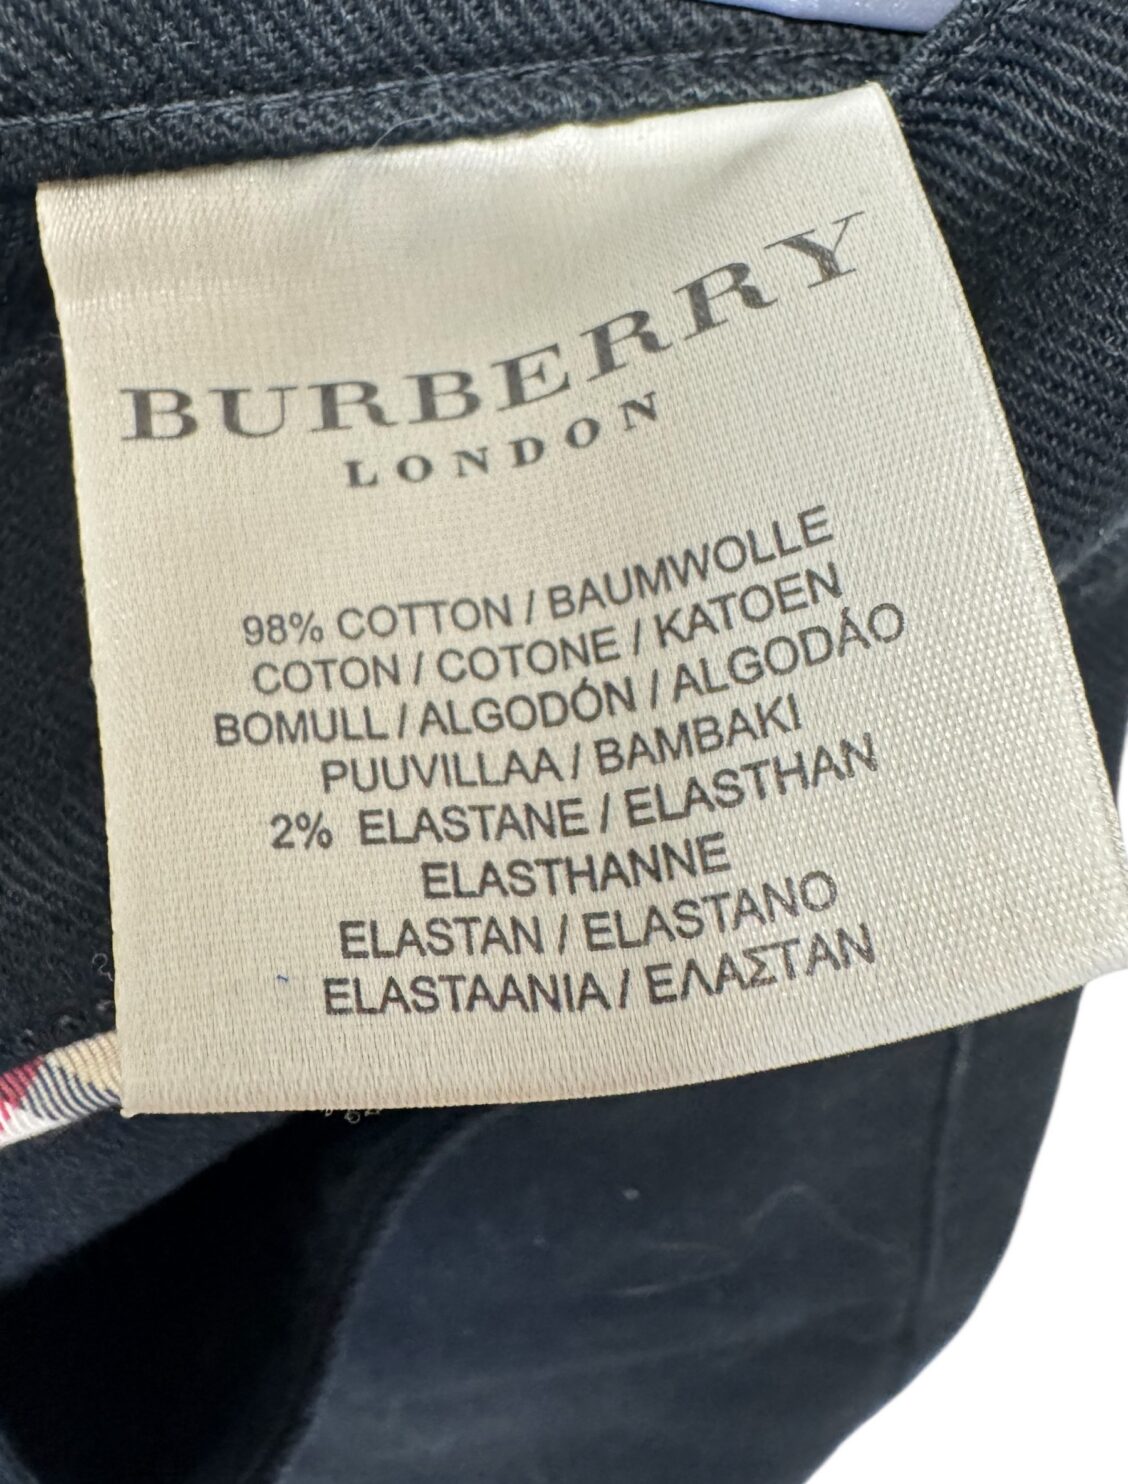 BURBERRY
LONDON
98% COTTON / BAUMWOLLE
COTON / COTONE / KATOEN
BOMULL / ALGODÓN / ALGODÁO
PUUVILLAA / BAMBAKI
2% ELASTANE / ELASTHAN
ELASTHANNE
ELASTAN / ELASTANO
ELASTAANIA / ΕΛΑΣΤΑΝ